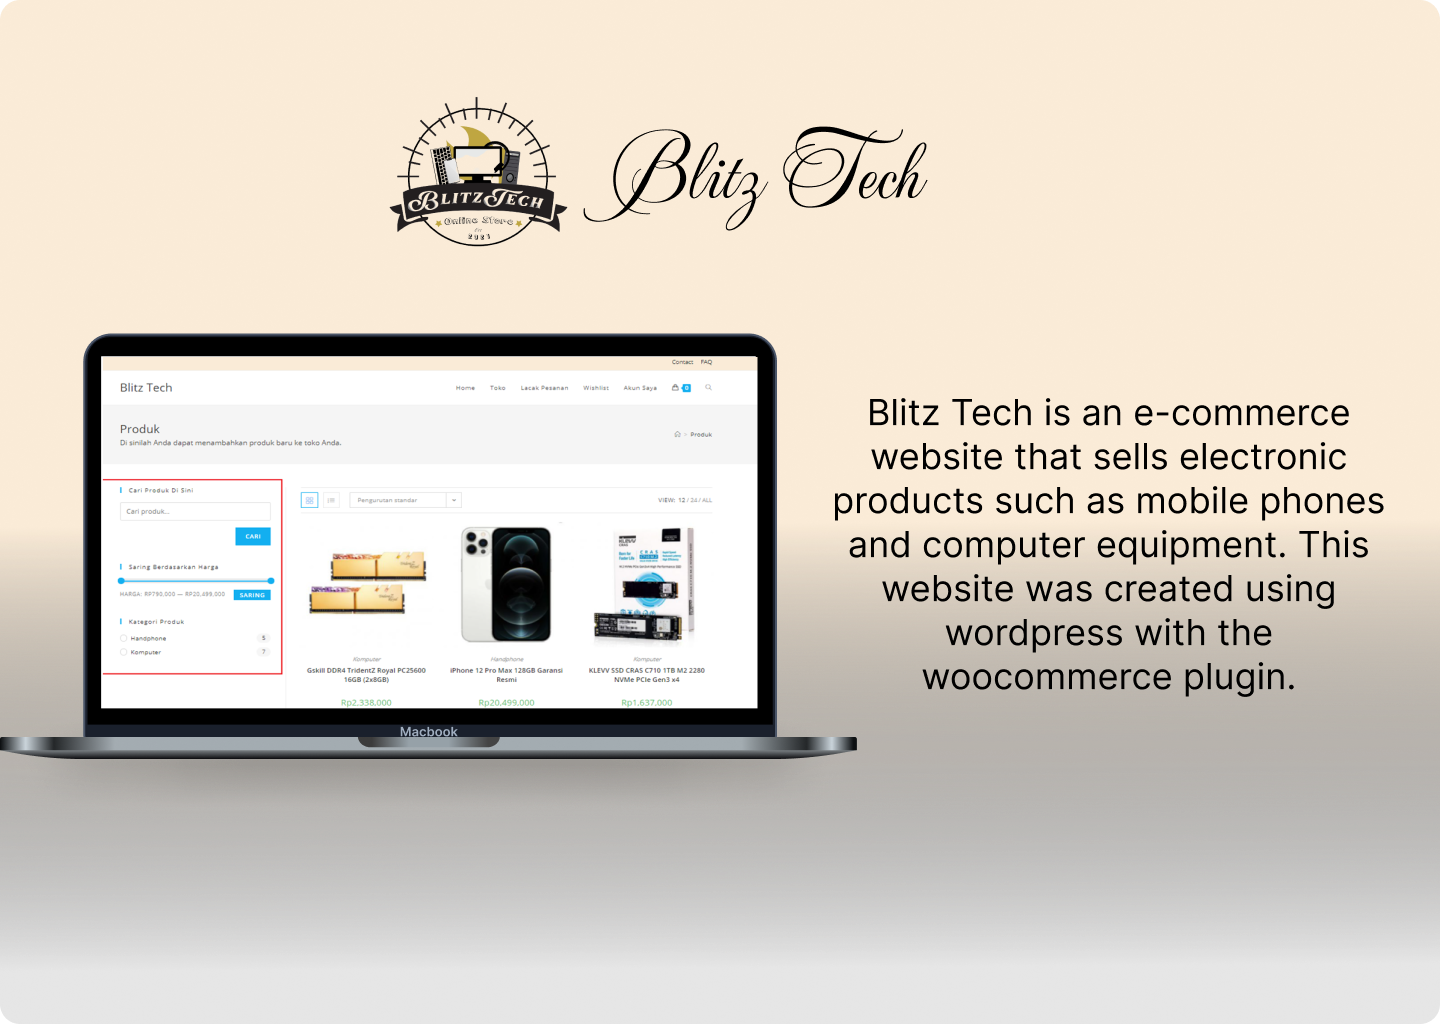 BLITZTECH
Online Store
2021
Blitz Tech
Contact FAQ
Blitz Tech
Home Toko Lacak Pesanan Wishlist Akun Saya 0
Produk
Di sinilah Anda dapat menambahkan produk baru ke toko Anda.
> Produk
Cari Produk Di Sini
Cari produk...
CARI
Saring Berdasarkan Harga
HARGA: RP790,000 — RP20,499,000 SARING
Kategori Produk
Handphone 5
Komputer 7
Pengurutan standar
VIEW: 12 / 24 / ALL
Komputer
Gskill DDR4 TridentZ Royal PC25600
16GB (2x8GB)
Rp2,338,000
Handphone
iPhone 12 Pro Max 128GB Garansi
Resmi
Rp20,499,000
KLEVV
CRAS
Komputer
KLEVV SSD CRAS C710 1TB M2 2280
NVMe PCIe Gen3 x4
Rp1,637,000
Macbook
Blitz Tech is an e-commerce
website that sells electronic
products such as mobile phones
and computer equipment. This
website was created using
wordpress with the
woocommerce plugin.